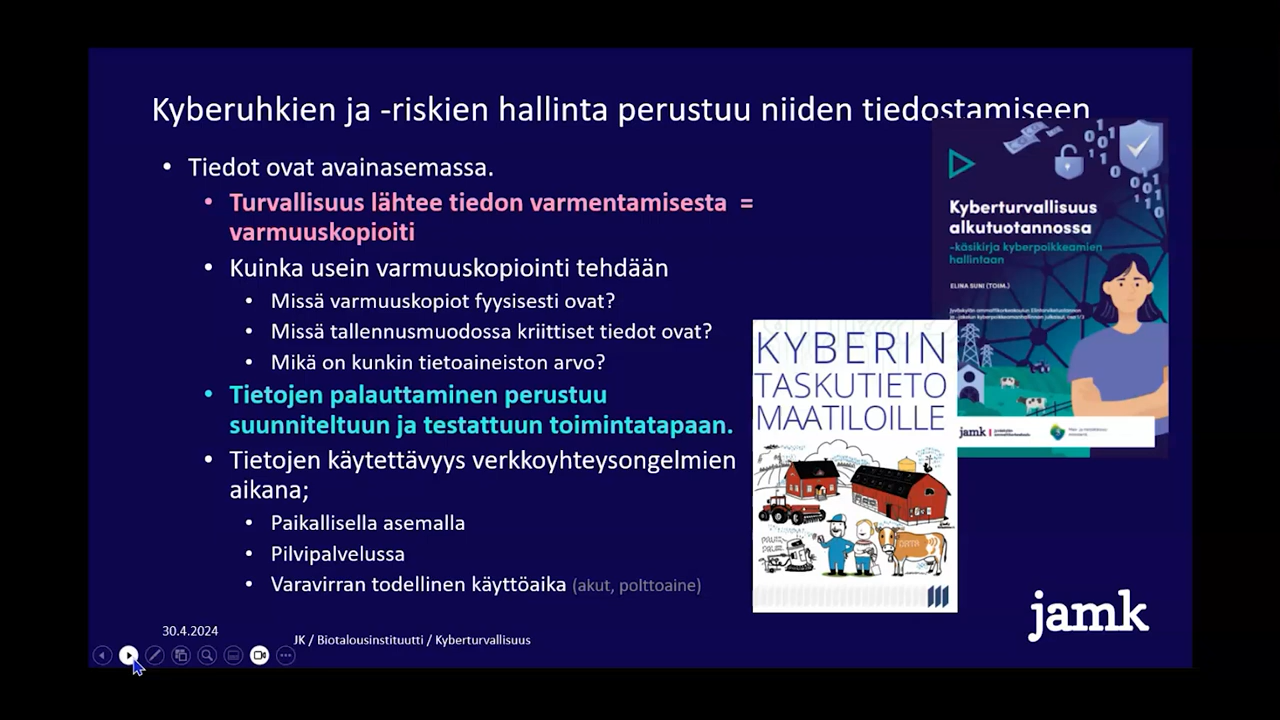 Kyberuhkien ja -riskien hallinta perustuu niiden tiedostamiseen
• Tiedot ovat avainasemassa.
• Turvallisuus lähtee tiedon varmentamisesta =
varmuuskopioiti
• Kuinka usein varmuuskopiointi tehdään
• Missä varmuuskopiot fyysisesti ovat?
• Missä tallennusmuodossa kriittiset tiedot ovat?
• Mikä on kunkin tietoaineiston arvo?
• Tietojen palauttaminen perustuu
suunniteltuun ja testattuun toimintatapaan.
• Tietojen käytettävyys verkkoyhteysongelmien
aikana;
• Paikallisella asemalla
• Pilvipalvelussa
• Varavirran todellinen käyttöaika (akut, polttoaine)
Kyberturvallisuus
alkutuotannossa
-käsikirja kyberpoikkeamien
hallintaan
ELINA SUNI (TOIM.)
jamk
KYBERIN
TASKUTIETO
MAATILOILLE
DATA
jamk
30.4.2024
JK / Biotalousinstituutti / Kyberturvallisuus